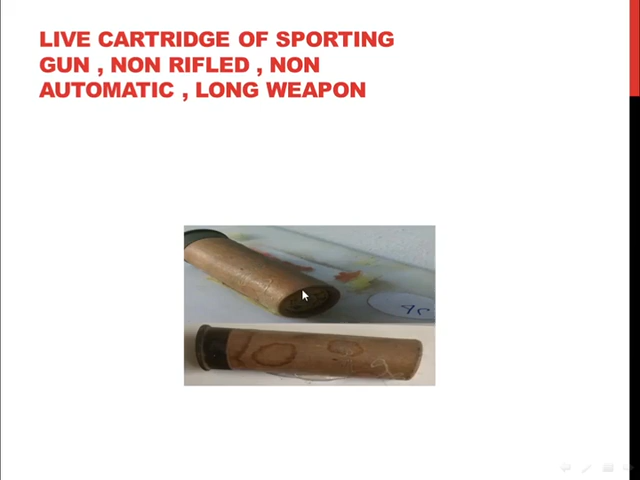 LIVE CARTRIDGE OF SPORTING
GUN , NON RIFLED , NON
AUTOMATIC , LONG WEAPON